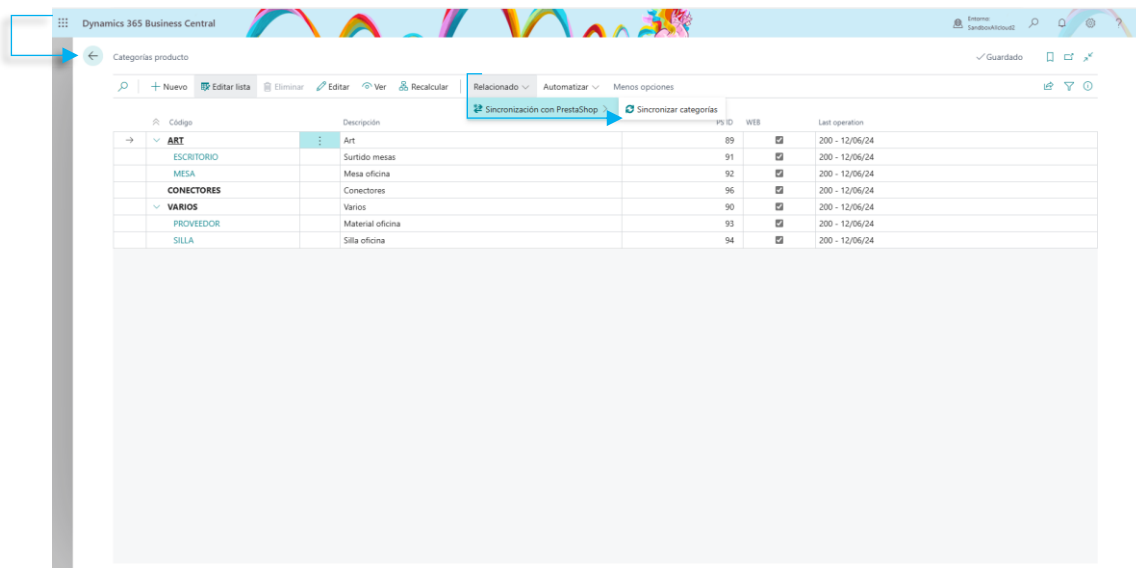 Dynamics 365 Business Central
Entorno:
SandboxAllcloud2
?
Categorías producto
Guardado
Nuevo Editar lista Eliminar Editar Ver Recalcular Relacionado Automatizar Menos opciones
Sincronización con PrestaShop Sincronizar categorías
Código Descripción PS ID WEB Last operation
ART Art 89 200 - 12/06/24
ESCRITORIO Surtido mesas 91 200 - 12/06/24
MESA Mesa oficina 92 200 - 12/06/24
CONECTORES Conectores 96 200 - 12/06/24
VARIOS Varios 90 200 - 12/06/24
PROVEEDOR Material oficina 93 200 - 12/06/24
SILLA Silla oficina 94 200 - 12/06/24